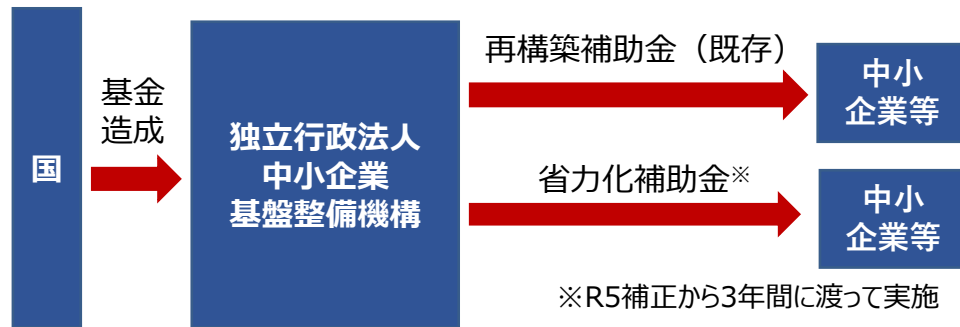 国
基金
造成
独立行政法人
中小企業
基盤整備機構
再構築補助金（既存）
中小
企業等
省力化補助金※
中小
企業等
※R5補正から3年間に渡って実施